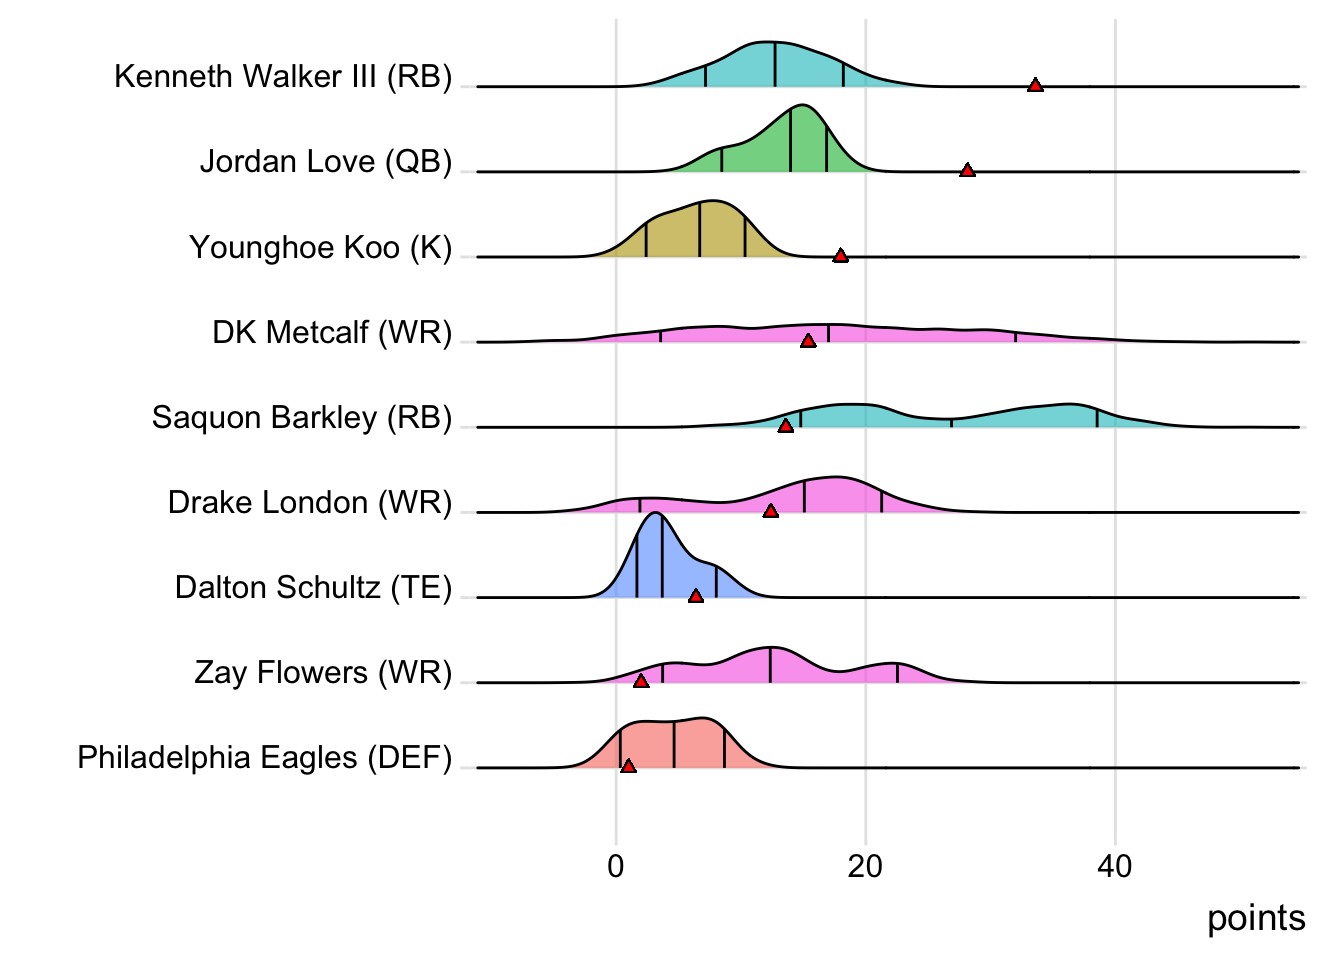 Kenneth Walker III (RB)
Jordan Love (QB)
Younghoe Koo (K)
DK Metcalf (WR)
Saquon Barkley (RB)
Drake London (WR)
Dalton Schultz (TE)
Zay Flowers (WR)
Philadelphia Eagles (DEF)
0 20 40
points